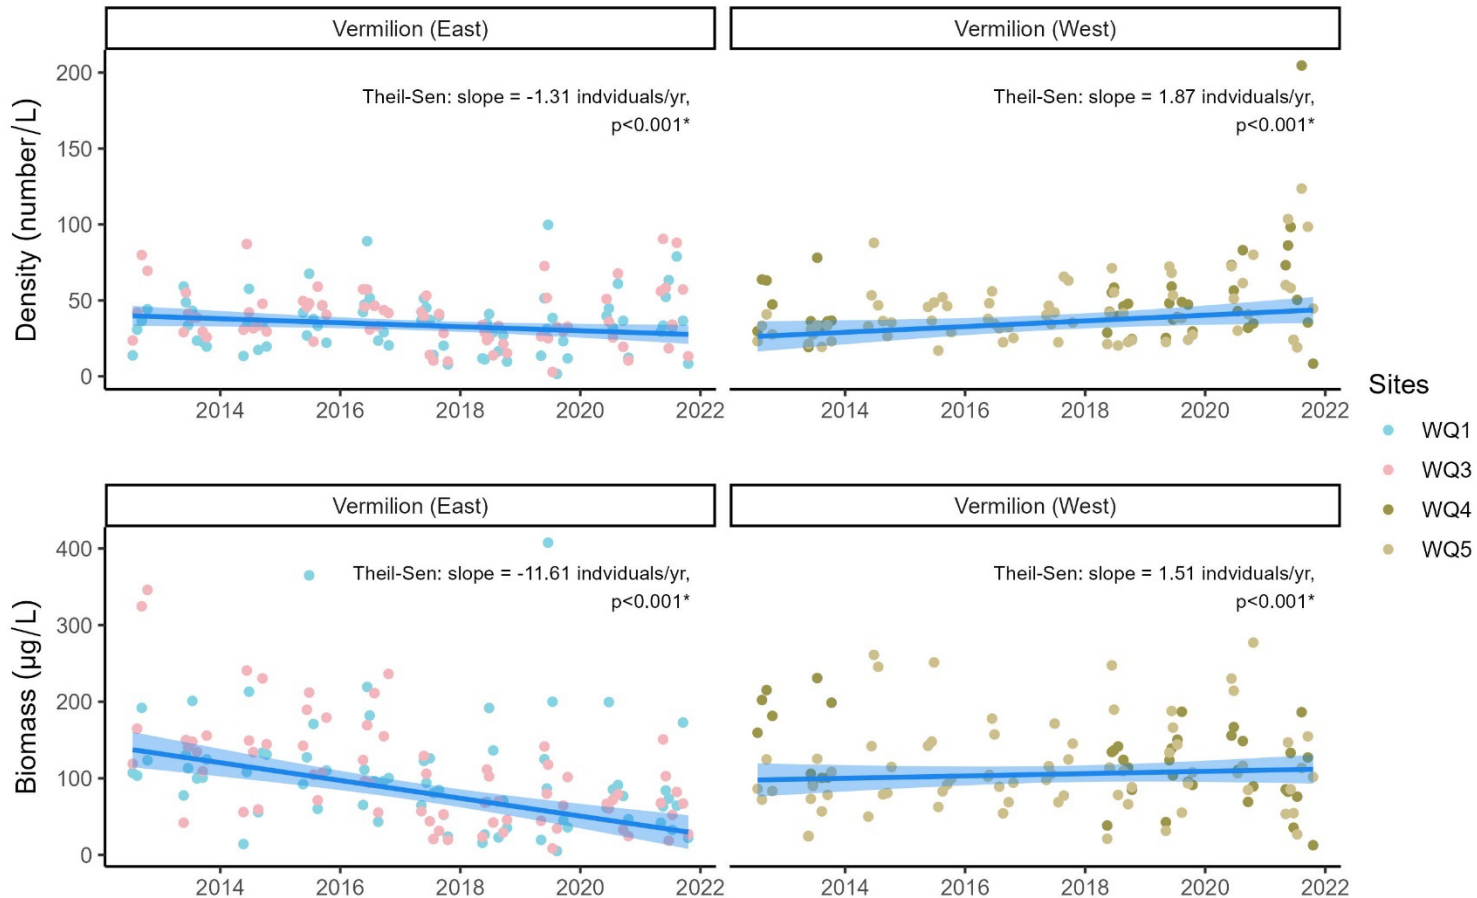 Vermilion (East)
Vermilion (West)
Density (number/L)
200
150
100
50
0
Theil-Sen: slope = -1.31 indviduals/yr,
p<0.001*
Theil-Sen: slope = 1.87 indviduals/yr,
p<0.001*
2014
2016
2018
2020
2022
2014
2016
2018
2020
2022
Vermilion (East)
Vermilion (West)
Biomass (µg/L)
400
300
200
100
0
Theil-Sen: slope = -11.61 indviduals/yr,
p<0.001*
Theil-Sen: slope = 1.51 indviduals/yr,
p<0.001*
2014
2016
2018
2020
2022
2014
2016
2018
2020
2022
Sites
WQ1
WQ3
WQ4
WQ5